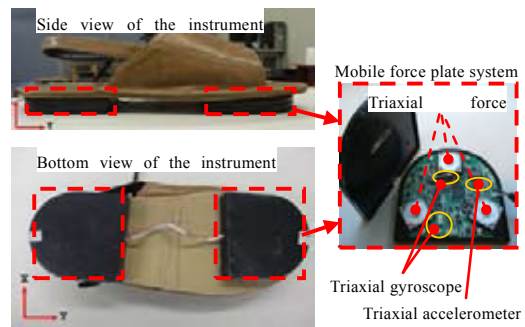 Side view of the instrument
Mobile force plate system
Triaxial force
Bottom view of the instrument
X
Y
Triaxial gyroscope
Triaxial accelerometer